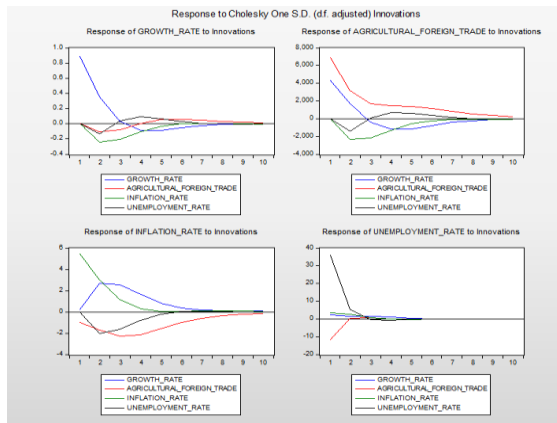 Response to Cholesky One S.D. (d.f. adjusted) Innovations
Response of GROWTH_RATE to Innovations
1.0
0.8
0.6
0.4
0.2
0.0
-0.2
-0.4
1 2 3 4 5 6 7 8 9 10
GROWTH_RATE
AGRICULTURAL_FOREIGN_TRADE
INFLATION_RATE
UNEMPLOYMENT_RATE
Response of AGRICULTURAL_FOREIGN_TRADE to Innovations
8,000
6,000
4,000
2,000
0
-2,000
-4,000
1 2 3 4 5 6 7 8 9 10
GROWTH_RATE
AGRICULTURAL_FOREIGN_TRADE
INFLATION_RATE
UNEMPLOYMENT_RATE
Response of INFLATION_RATE to Innovations
6
4
2
0
-2
-4
1 2 3 4 5 6 7 8 9 10
GROWTH_RATE
AGRICULTURAL_FOREIGN_TRADE
INFLATION_RATE
UNEMPLOYMENT_RATE
Response of UNEMPLOYMENT_RATE to Innovations
40
30
20
10
0
-10
-20
1 2 3 4 5 6 7 8 9 10
GROWTH_RATE
AGRICULTURAL_FOREIGN_TRADE
INFLATION_RATE
UNEMPLOYMENT_RATE